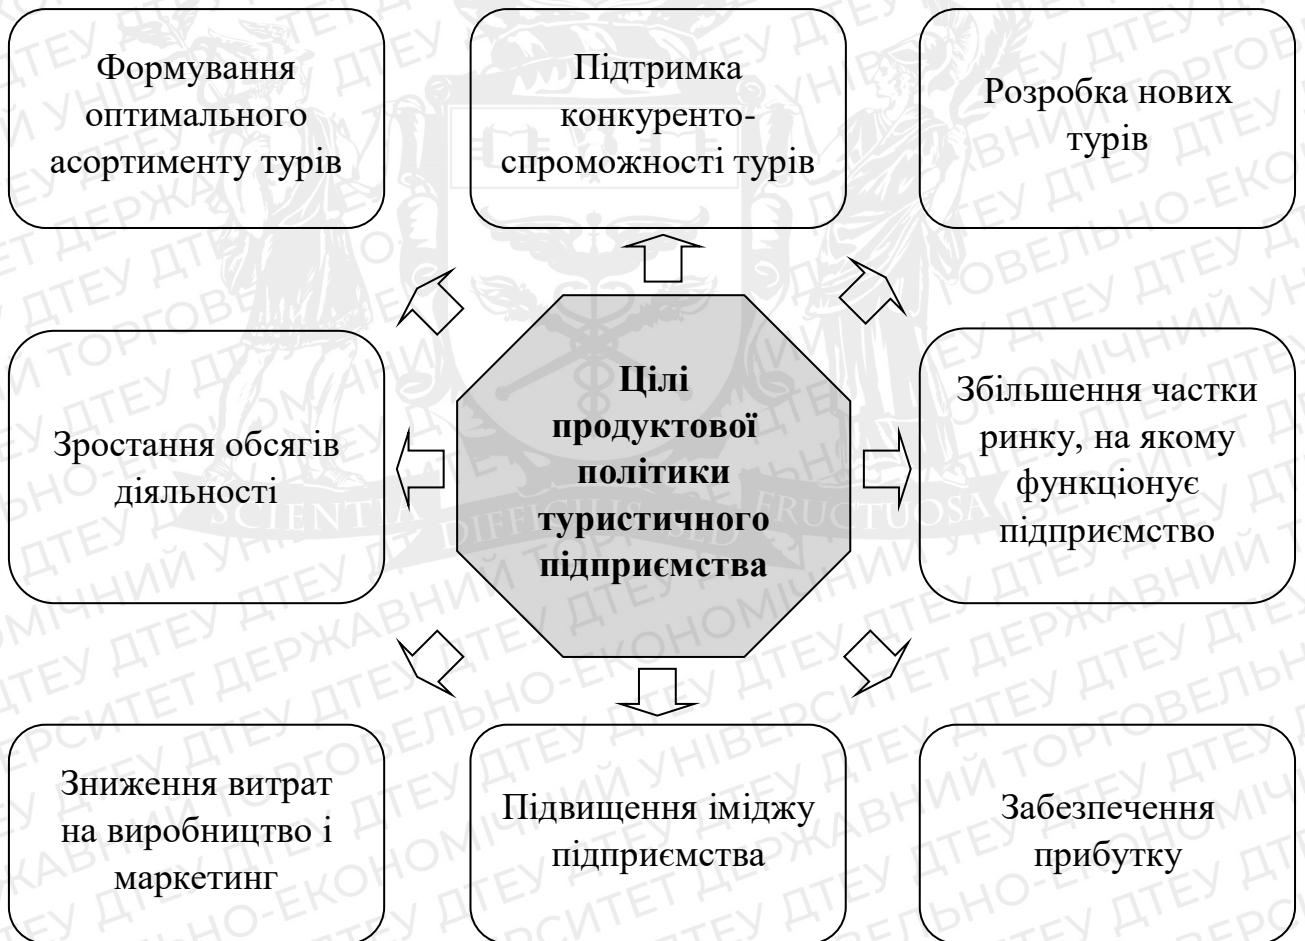 Формування
оптимального
асортименту турів
Підтримка
конкуренто-
спроможності турів
Розробка нових
турів
Зростання обсягів
діяльності
Цілі
продуктової
політики
туристичного
підприємства
Збільшення частки
ринку, на якому
функціонує
підприємство
Зниження витрат
на виробництво і
маркетинг
Підвищення іміджу
підприємства
Забезпечення
прибутку